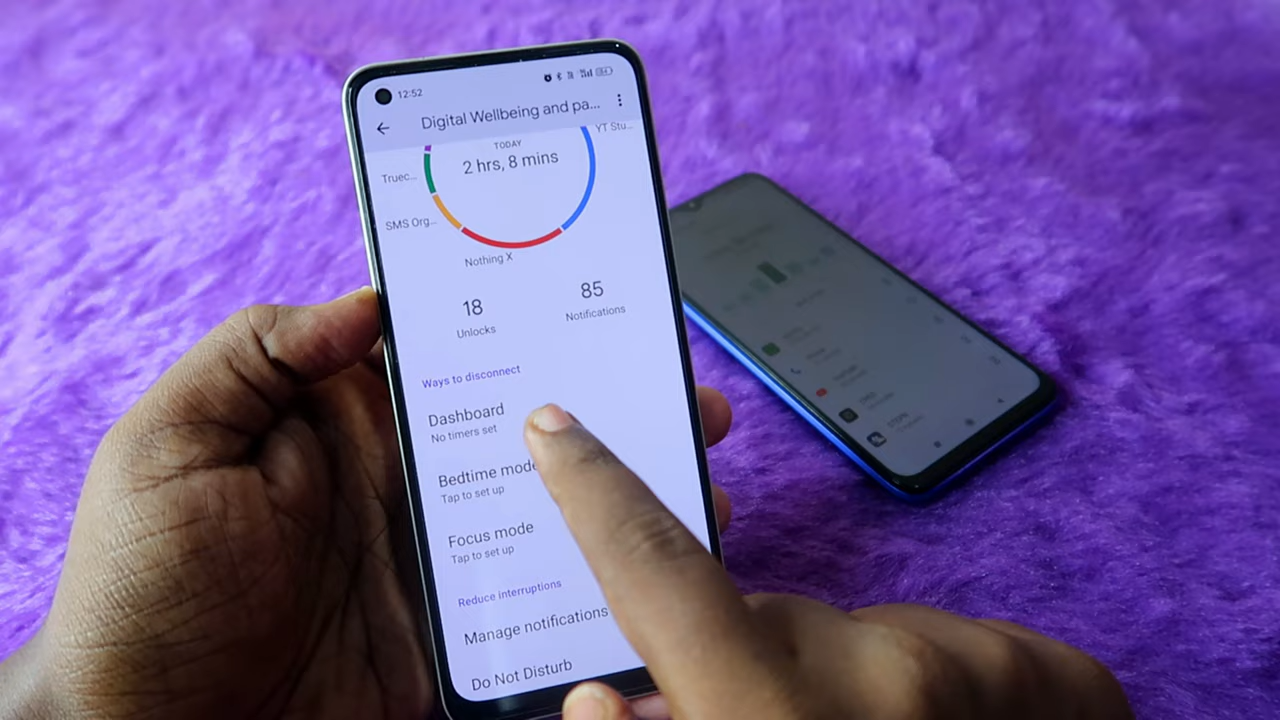 12:52
Digital Wellbeing and pa...
YT Stu...
TODAY
2 hrs, 8 mins
Truec...
SMS Org...
Nothing X
18
85
Unlocks
Notifications
Ways to disconnect
Dashboard
No timers set
Bedtime mode
Tap to set up
Focus mode
Tap to set up
Reduce interruptions
Manage notifications
Do Not Disturb